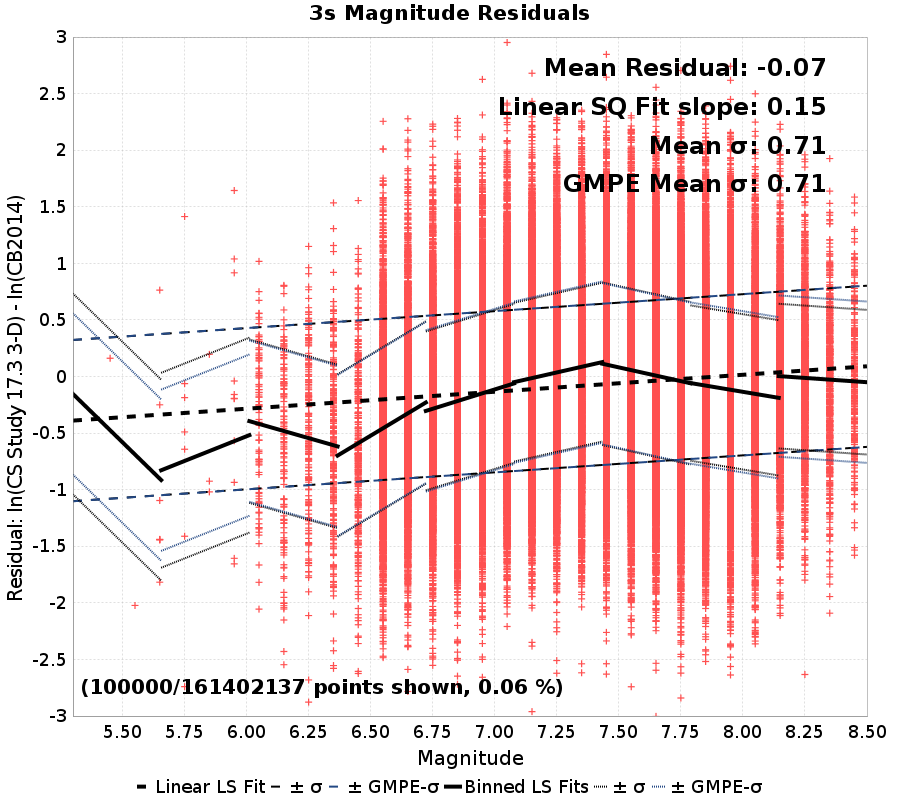 3s Magnitude Residuals
Mean Residual: -0.07
Linear SQ Fit slope: 0.15
Mean σ: 0.71
GMPE Mean σ: 0.71
Residual: ln(CS Study 17.3 3-D) - ln(CB2014)
3
2.5
2
1.5
1
0.5
0
-0.5
-1
-1.5
-2
-2.5
-3
(100000/161402137 points shown, 0.06 %)
5.50 5.75 6.00 6.25 6.50 6.75 7.00 7.25 7.50 7.75 8.00 8.25 8.50
Magnitude
Linear LS Fit ± σ ± GMPE-σ Binned LS Fits ± σ ± GMPE-σ